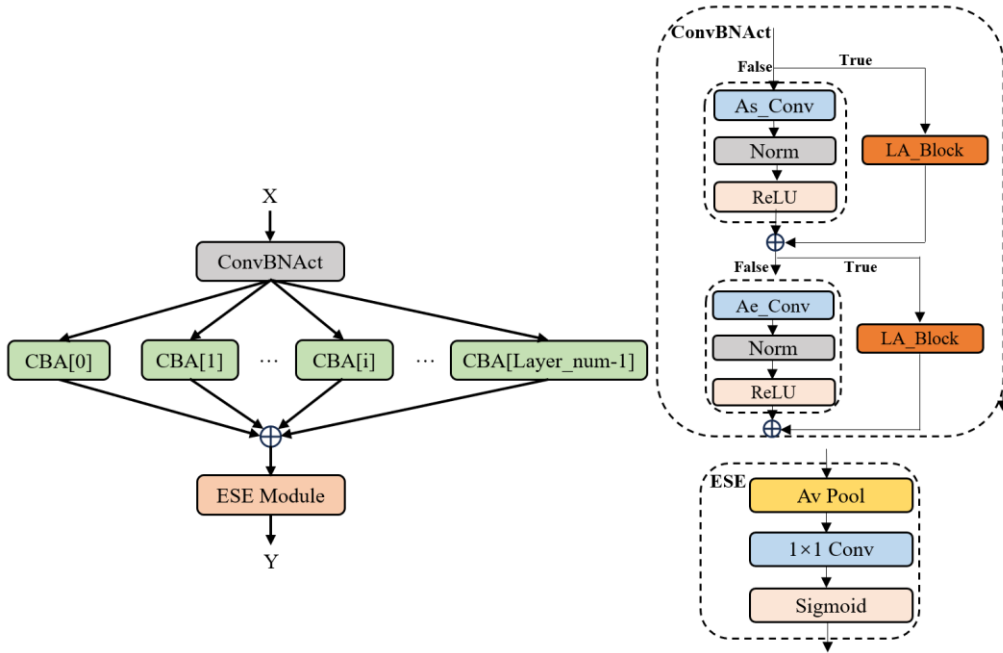 X
ConvBNAct
CBA[0]
CBA[1]
...
CBA[i]
...
CBA[Layer_num-1]
ESE Module
Y
ConvBNAct
False
True
As_Conv
Norm
ReLU
LA_Block
False
True
Ae_Conv
Norm
ReLU
LA_Block
ESE
Av Pool
1×1 Conv
Sigmoid